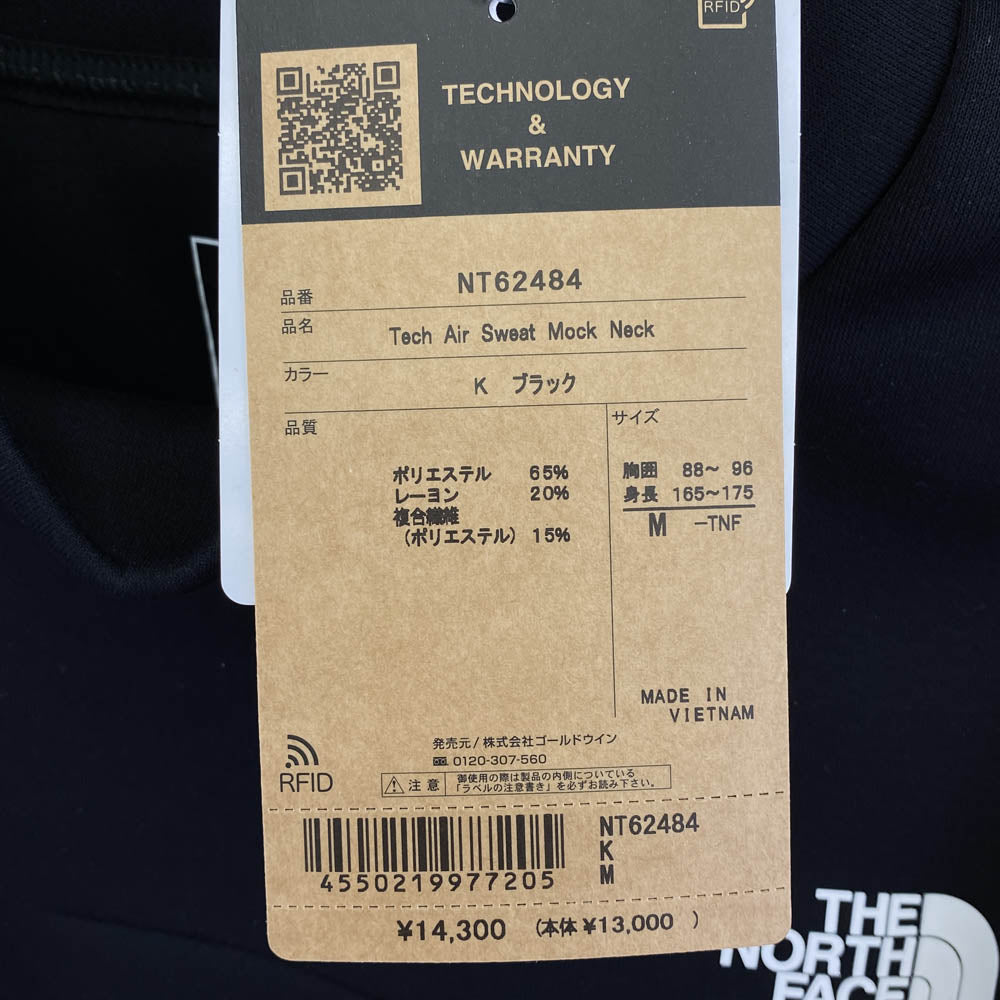 RFID
TECHNOLOGY
&
WARRANTY
品番 NT62484
品名 Tech Air Sweat Mock Neck
カラー K ブラック
品質
ポリエステル 65%
レーヨン 20%
複合繊維
(ポリエステル) 15%
サイズ
胸囲 88〜 96
身長 165〜175
M -TNF
MADE IN
VIETNAM
RFID
発売元/株式会社ゴールドウイン
0120-307-560
注意
御使用の際は製品の内側についている
「ラベルの注意書き」を必ずお読み下さい。
4550219977205
NT62484
K
M
¥14,300 (本体 ¥13,000 )
THE
NORTH
FACE